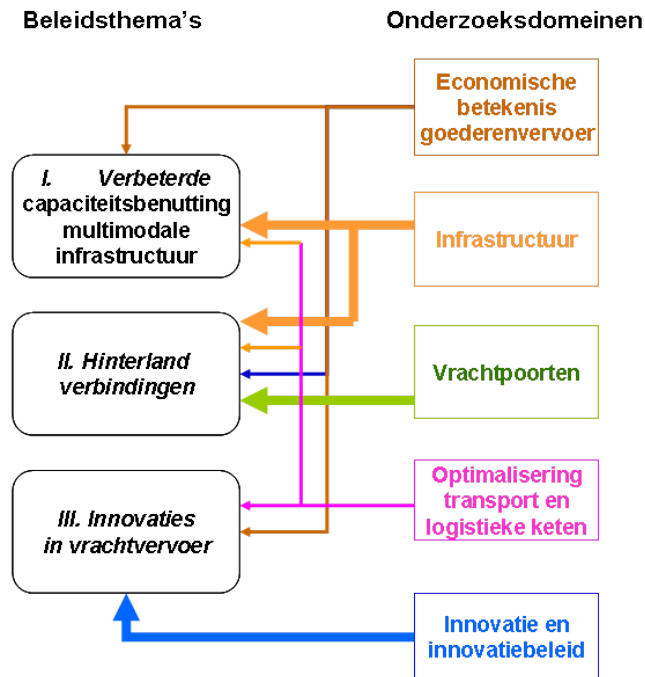 Beleidsthema's
Onderzoeksdomeinen
Economische
betekenis
goederenvervoer
I. Verbeterde
capaciteitsbenutting
multimodale
infrastructuur
Infrastructuur
II. Hinterland
verbindingen
Vrachtpoorten
III. Innovaties
in vrachtvervoer
Optimalisering
transport en
logistieke keten
Innovatie en
innovatiebeleid